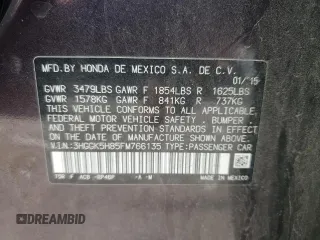 MFD.BY HONDA DE MEXICO S.A. DE C.V.
01/15
GVWR 3479LBS GAWR F 1854LBS R 1625LBS
GVWR 1578KG GAWR F 841KG R 737KG
THIS VEHICLE CONFORMS TO ALL APPLICABLE
FEDERAL MOTOR VEHICLE SAFETY, BUMPER
AND THEFT PREVENTION STANDARDS IN EFFECT ON
THE DATE OF MANUFACTURE SHOWN ABOVE.
V.I.N.:3HGGK5H85FM766135 TYPE:PASSENGER CAR
-A -M
MADE IN MEXICO